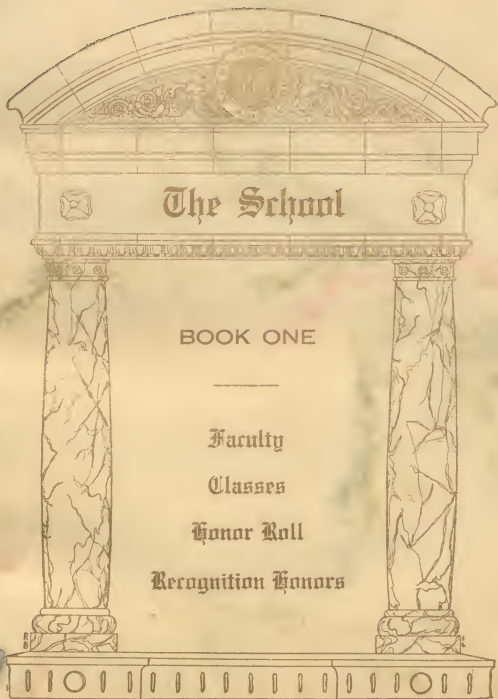 The School
BOOK ONE
Faculty
Classes
Honor Roll
Recognition Honors